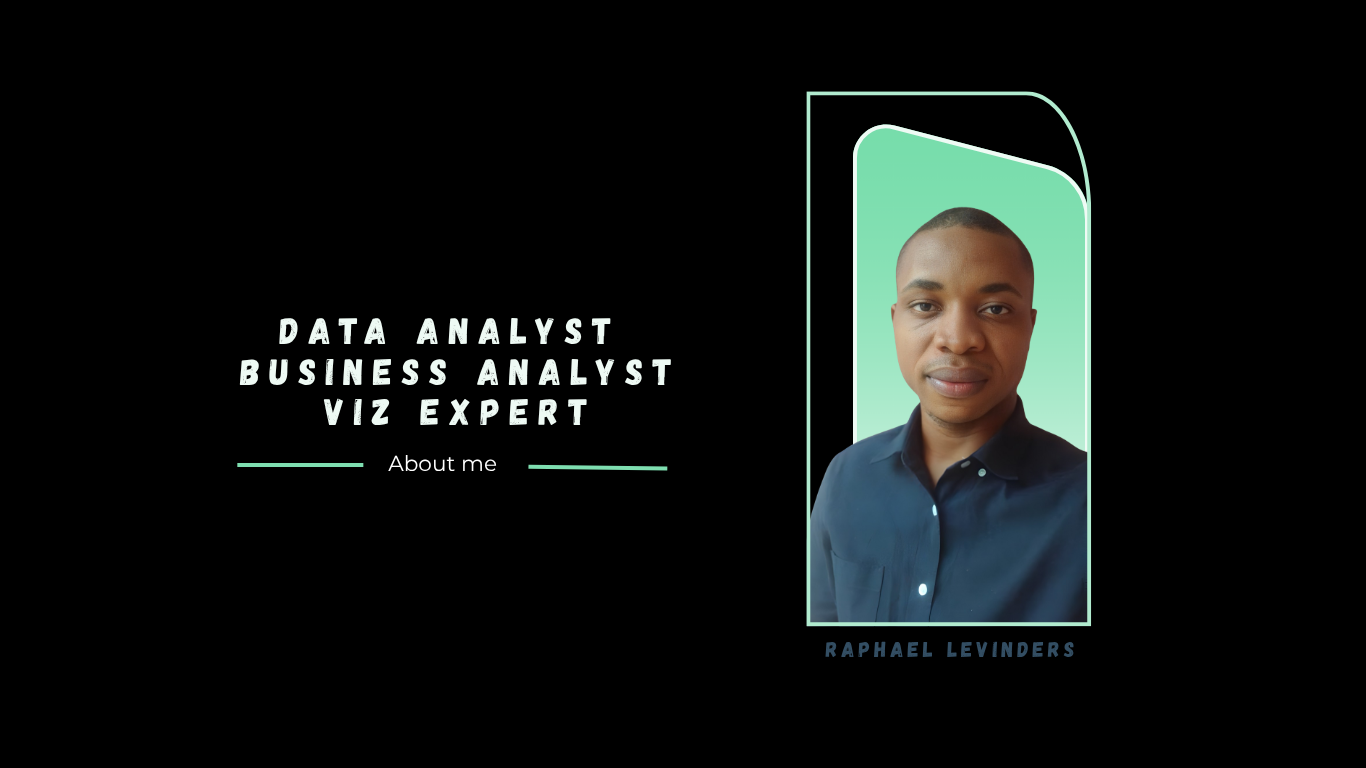 DATA ANALYST
BUSINESS ANALYST
VIZ EXPERT
About me
RAPHAEL LEVINDERS